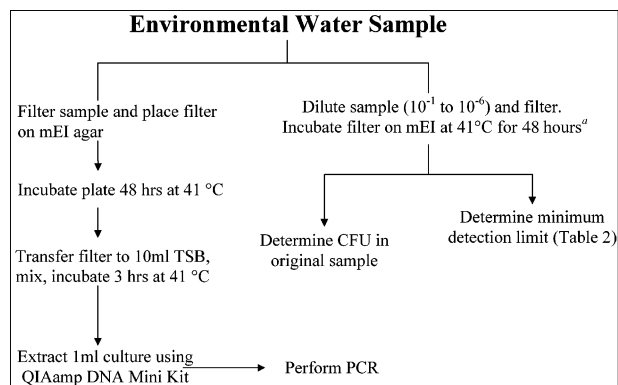 Environmental Water Sample
Filter sample and place filter
on mEI agar
Incubate plate 48 hrs at 41 °C
Transfer filter to 10ml TSB,
mix, incubate 3 hrs at 41 °C
Extract 1ml culture using
QIAamp DNA Mini Kit
Perform PCR
Dilute sample (10⁻¹ to 10⁻⁶) and filter.
Incubate filter on mEI at 41°C for 48 hoursᵃ
Determine CFU in
original sample
Determine minimum
detection limit (Table 2)